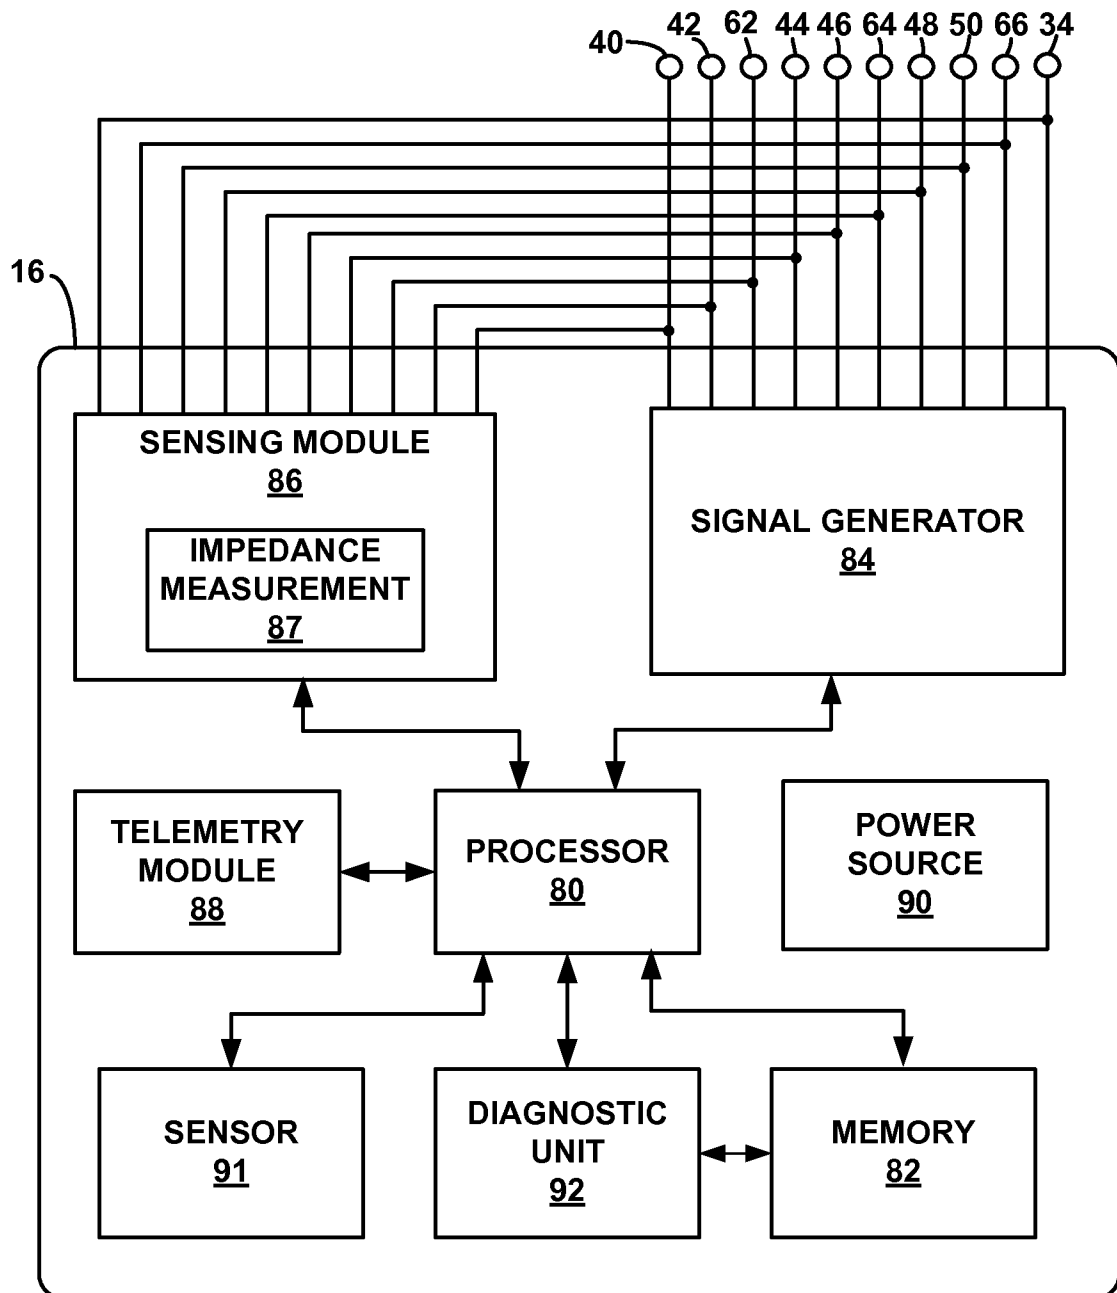 40 42 62 44 46 64 48 50 66 34
16
SENSING MODULE
86
IMPEDANCE
MEASUREMENT
87
SIGNAL GENERATOR
84
TELEMETRY
MODULE
88
PROCESSOR
80
POWER
SOURCE
90
SENSOR
91
DIAGNOSTIC
UNIT
92
MEMORY
82